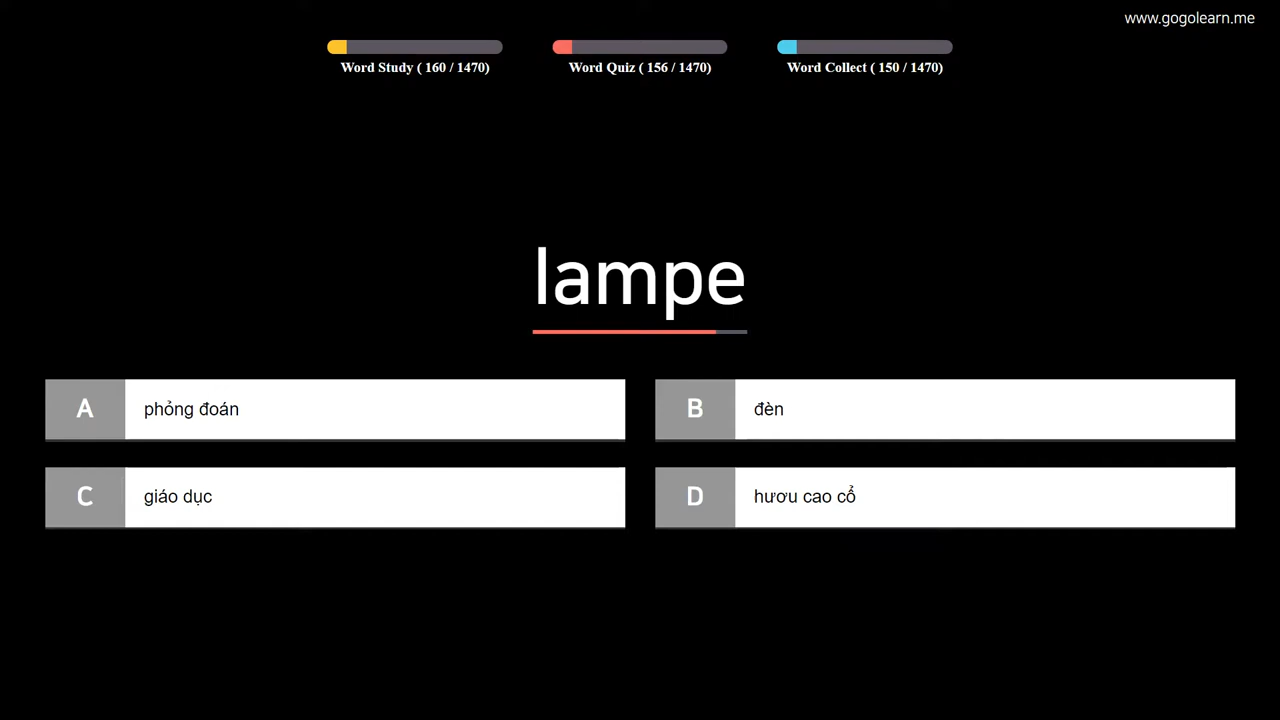 www.gogolearn.me
Word Study ( 160 / 1470)
Word Quiz ( 156 / 1470)
Word Collect ( 150 / 1470)
lampe
A phỏng đoán
B đèn
C giáo dục
D hươu cao cổ